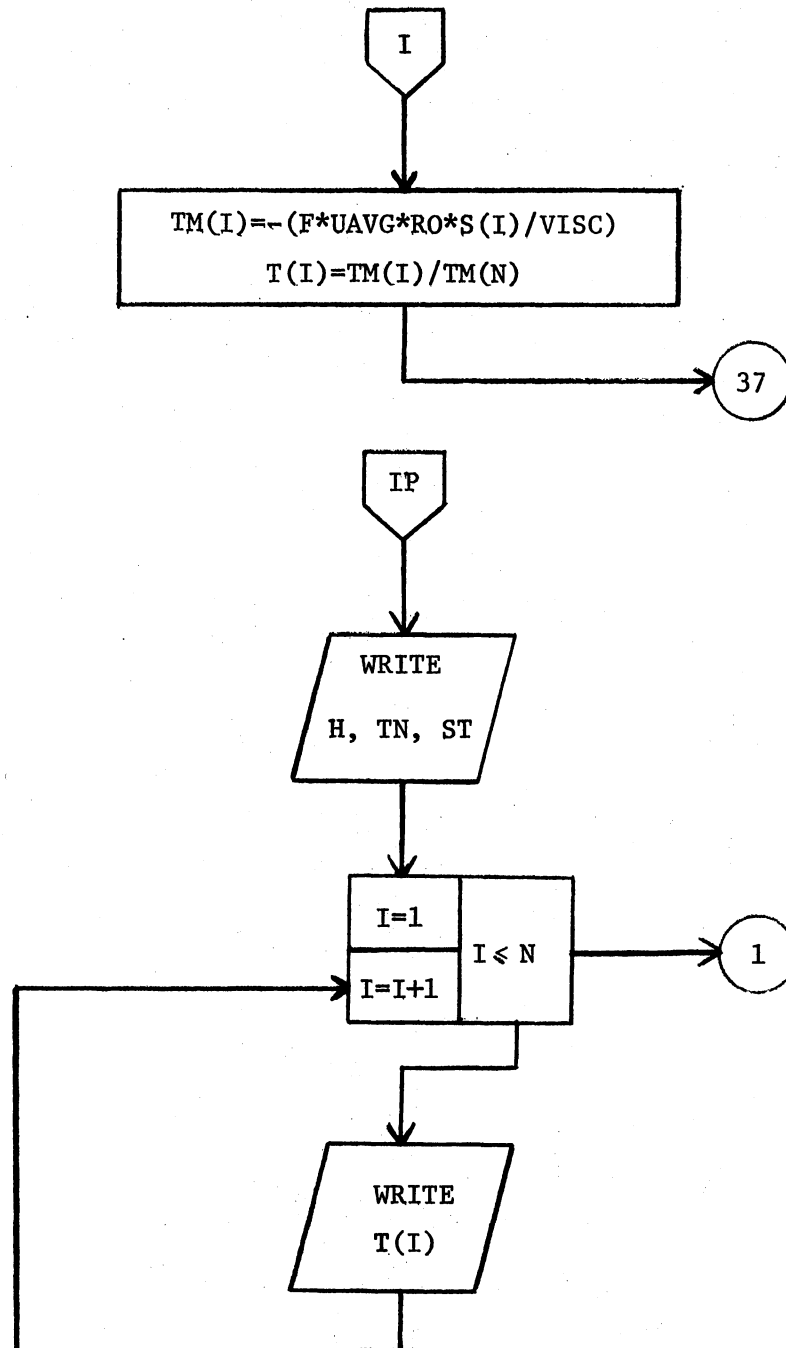 I
TM(I)=-(F*UAVG*RO*S(I)/VISC)
T(I)=TM(I)/TM(N)
37
IP
WRITE
H, TN, ST
I=1
I≤N
1
I=I+1
WRITE
T(I)